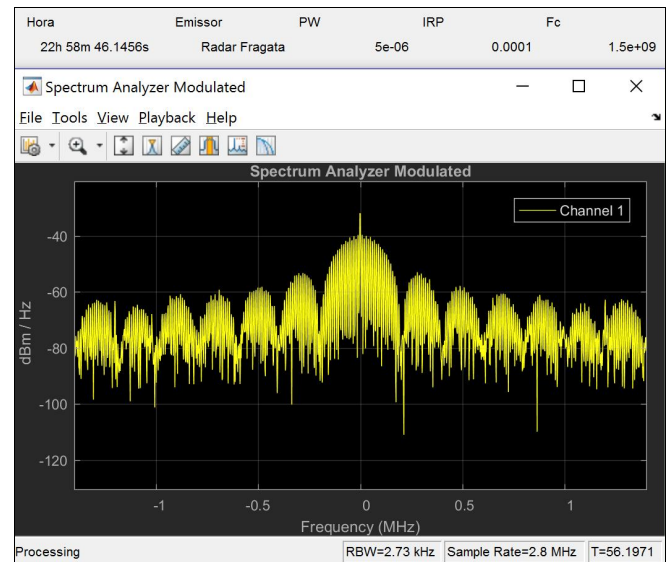 Hora Emissor PW IRP Fc
22h 58m 46.1456s Radar Fragata 5e-06 0.0001 1.5e+09
Spectrum Analyzer Modulated
File Tools View Playback Help
Spectrum Analyzer Modulated
Channel 1
-40
-60
-80
-100
-120
dBm / Hz
-1 -0.5 0 0.5 1
Frequency (MHz)
Processing RBW=2.73 kHz Sample Rate=2.8 MHz T=56.1971